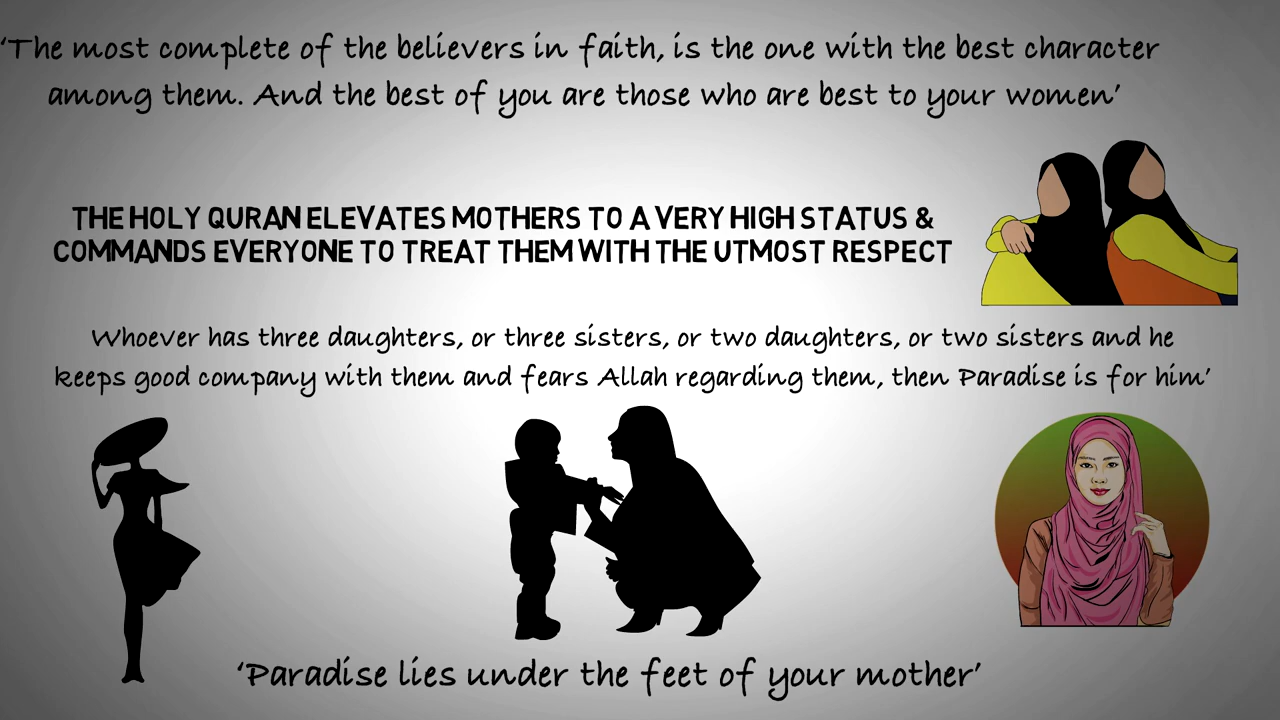 ‘The most complete of the believers in faith, is the one with the best character
among them. And the best of you are those who are best to your women’
THE HOLY QURAN ELEVATES MOTHERS TO A VERY HIGH STATUS &
COMMANDS EVERYONE TO TREAT THEM WITH THE UTMOST RESPECT
Whoever has three daughters, or three sisters, or two daughters, or two sisters and he
keeps good company with them and fears Allah regarding them, then Paradise is for him’
‘Paradise lies under the feet of your mother’